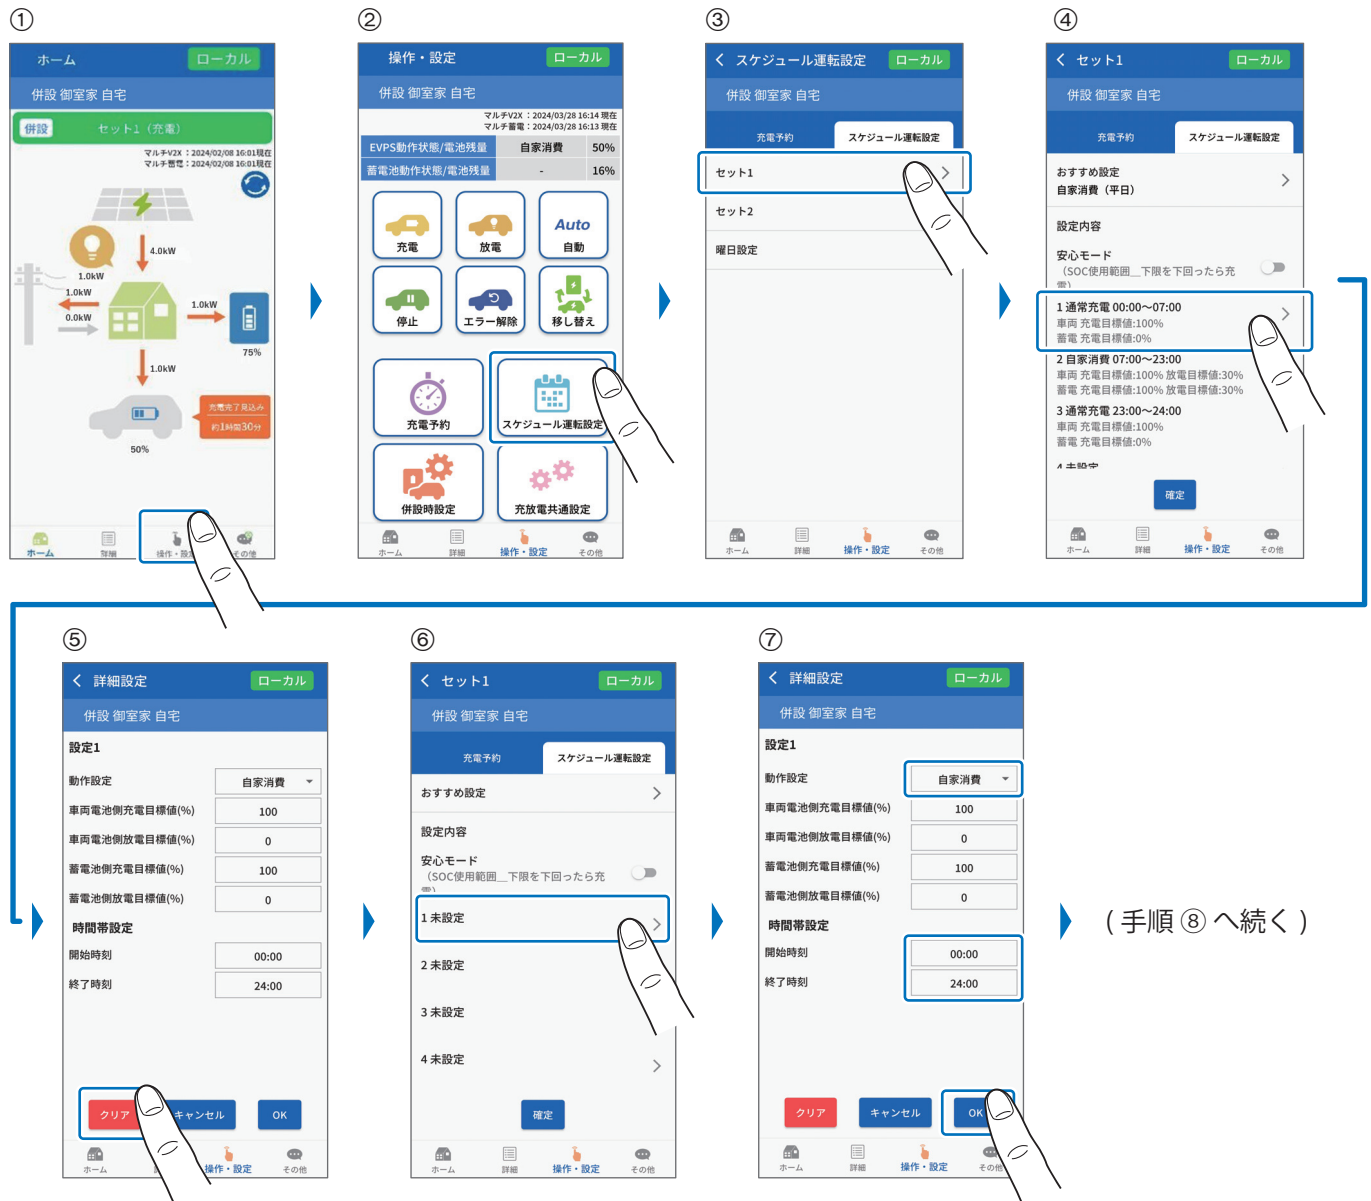 ①
ホーム
ローカル
併設 御室家 自宅
併設
セット1（充電）
マルチV2X ：2024/02/08 16:01現在
マルチ蓄電：2024/02/08 16:01現在
4.0kW
1.0kW
1.0kW
0.0kW
1.0kW
75%
1.0kW
充電完了見込み
約1時間30分
50%
ホーム
詳細
操作・設定
その他
②
操作・設定
ローカル
併設 御室家 自宅
マルチV2X ：2024/03/28 16:14 現在
マルチ蓄電：2024/03/28 16:13 現在
EVPS動作状態/電池残量 自家消費 50%
蓄電池動作状態/電池残量 - 16%
充電
放電
Auto
自動
停止
エラー解除
移し替え
充電予約
スケジュール運転設定
併設時設定
充放電共通設定
ホーム
詳細
操作・設定
その他
③
スケジュール運転設定
ローカル
併設 御室家 自宅
充電予約
スケジュール運転設定
セット1
セット2
曜日設定
ホーム
詳細
操作・設定
その他
④
セット1
ローカル
併設 御室家 自宅
充電予約
スケジュール運転設定
おすすめ設定
自家消費（平日）
設定内容
安心モード
（SOC使用範囲__下限を下回ったら充
電）
1 通常充電 00:00～07:00
車両 充電目標値:100%
蓄電 充電目標値:0%
2 自家消費 07:00～23:00
車両 充電目標値:100% 放電目標値:30%
蓄電 充電目標値:100% 放電目標値:30%
3 通常充電 23:00～24:00
車両 充電目標値:100%
蓄電 充電目標値:0%
4 未設定
確定
ホーム
詳細
操作・設定
その他
⑤
詳細設定
ローカル
併設 御室家 自宅
設定1
動作設定 自家消費
車両電池側充電目標値(%) 100
車両電池側放電目標値(%) 0
蓄電池側充電目標値(%) 100
蓄電池側放電目標値(%) 0
時間帯設定
開始時刻 00:00
終了時刻 24:00
クリア
キャンセル
OK
ホーム
操作・設定
その他
⑥
セット1
ローカル
併設 御室家 自宅
充電予約
スケジュール運転設定
おすすめ設定
設定内容
安心モード
（SOC使用範囲__下限を下回ったら充
電）
1 未設定
2 未設定
3 未設定
4 未設定
確定
ホーム
詳細
操作・設定
その他
⑦
詳細設定
ローカル
併設 御室家 自宅
設定1
動作設定 自家消費
車両電池側充電目標値(%) 100
車両電池側放電目標値(%) 0
蓄電池側充電目標値(%) 100
蓄電池側放電目標値(%) 0
時間帯設定
開始時刻 00:00
終了時刻 24:00
クリア
キャンセル
OK
ホーム
詳細
操作・設定
その他
( 手順 ⑧ へ続く )